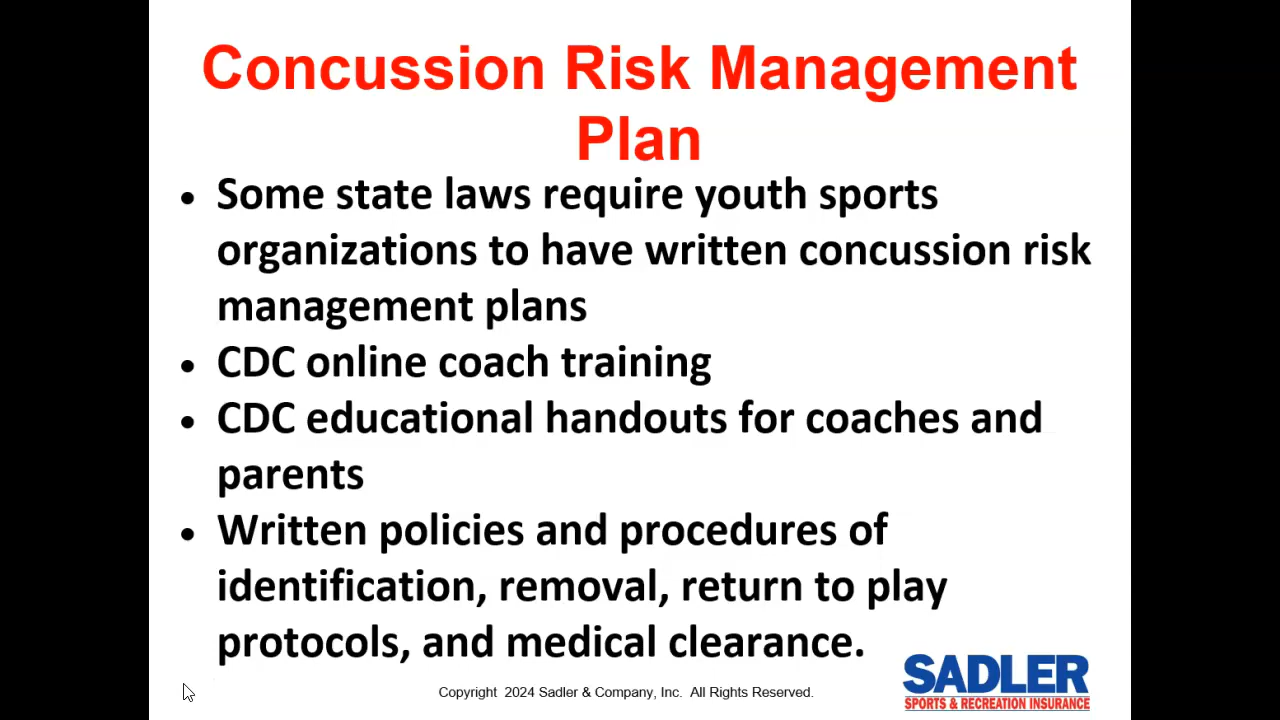 Concussion Risk Management
Plan
• Some state laws require youth sports
organizations to have written concussion risk
management plans
• CDC online coach training
• CDC educational handouts for coaches and
parents
• Written policies and procedures of
identification, removal, return to play
protocols, and medical clearance.
Copyright 2024 Sadler & Company, Inc. All Rights Reserved.
SADLER
SPORTS & RECREATION INSURANCE